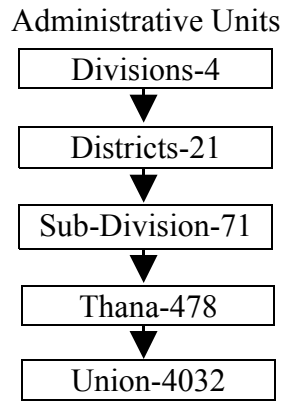 Administrative Units
Divisions-4
Districts-21
Sub-Division-71
Thana-478
Union-4032